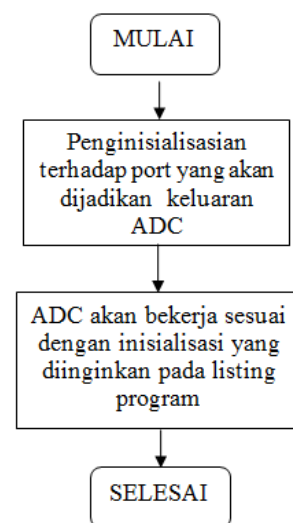 MULAI
Penginisialisasian
terhadap port yang akan
dijadikan keluaran
ADC
ADC akan bekerja sesuai
dengan inisialisasi yang
diinginkan pada listing
program
SELESAI